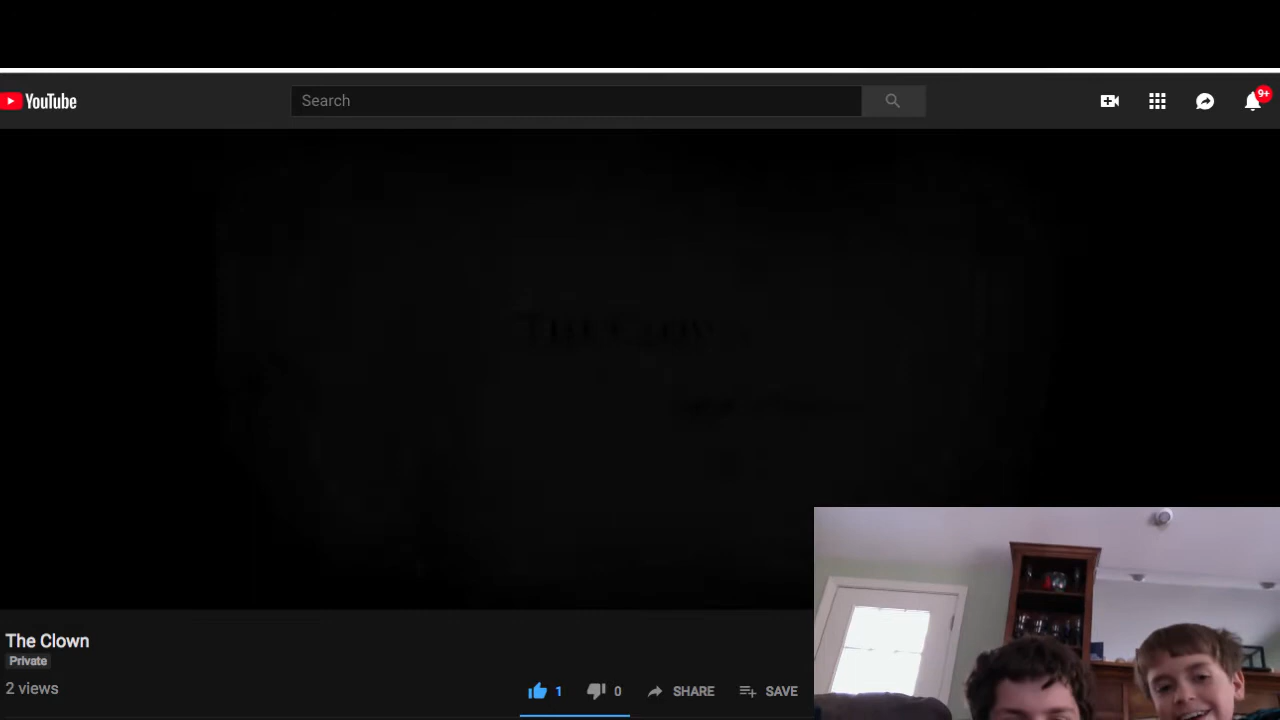 YouTube
Search
9+
The Clown
Private
2 views
1
0
SHARE
SAVE